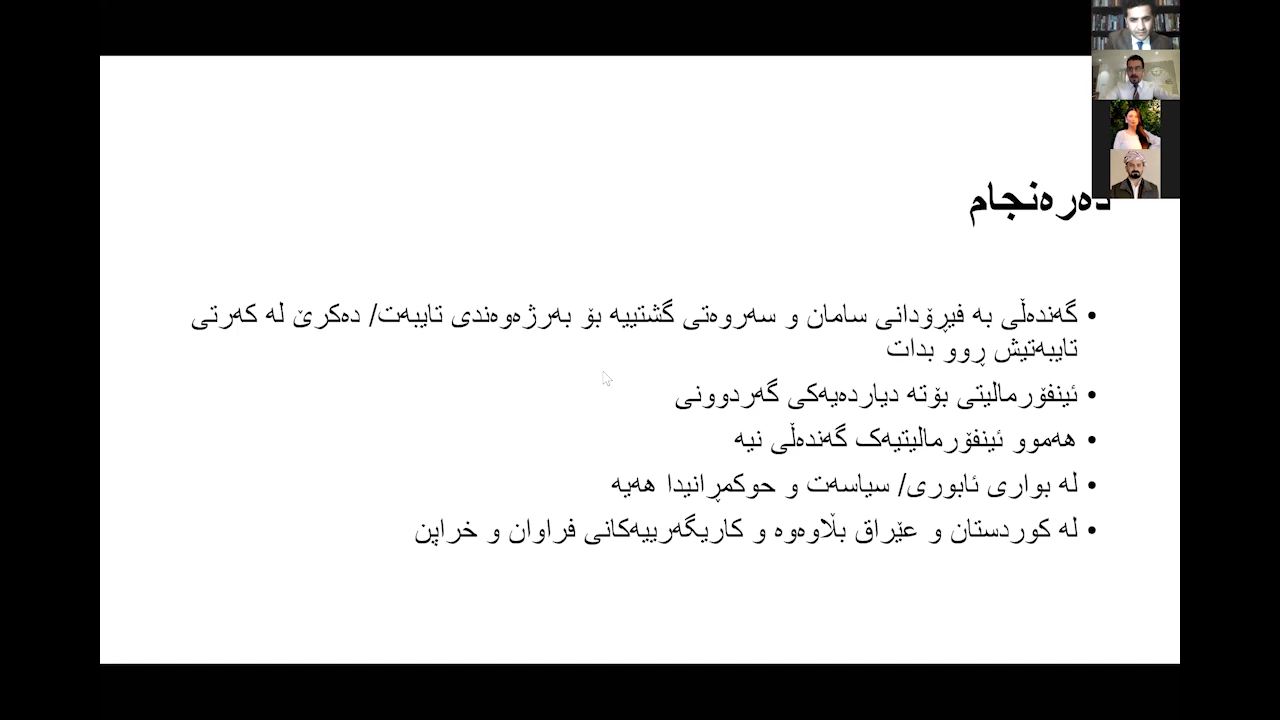 دەرەنجام
• گەندەڵی بە فیڕۆدانی سامان و سەروەتی گشتییە بۆ بەرژەوەندی تایبەت/ دەکرێ لە کەرتی
تایبەتیش ڕوو بدات
• ئینفۆرمالیتی بۆتە دیاردەیەکی گەردوونی
• هەموو ئینفۆرمالیتیەک گەندەڵی نیە
• لە بواری ئابوری/ سیاسەت و حوکمڕانیدا هەیە
• لە کوردستان و عێراق بڵاوەوە و کاریگەرییەکانی فراوان و خراپن